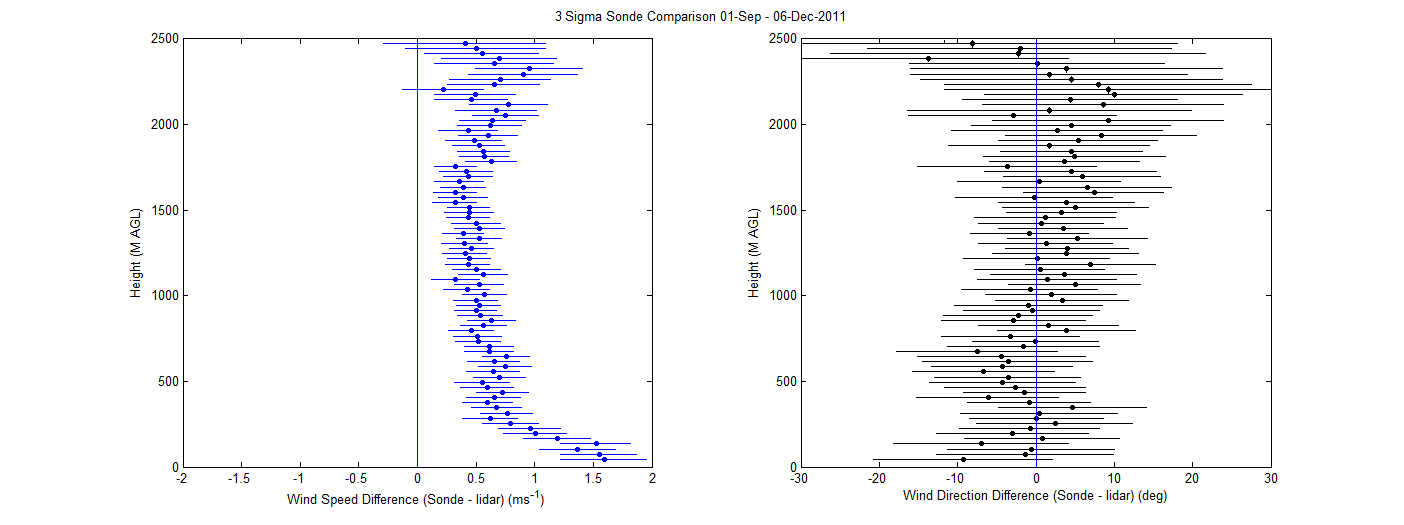 3 Sigma Sonde Comparison 01-Sep - 06-Dec-2011
2500
2000
1500
1000
500
0
Height (M AGL)
-2 -1.5 -1 -0.5 0 0.5 1 1.5 2
Wind Speed Difference (Sonde - lidar) (ms-1)
2500
2000
1500
1000
500
0
Height (M AGL)
-30 -20 -10 0 10 20 30
Wind Direction Difference (Sonde - lidar) (deg)